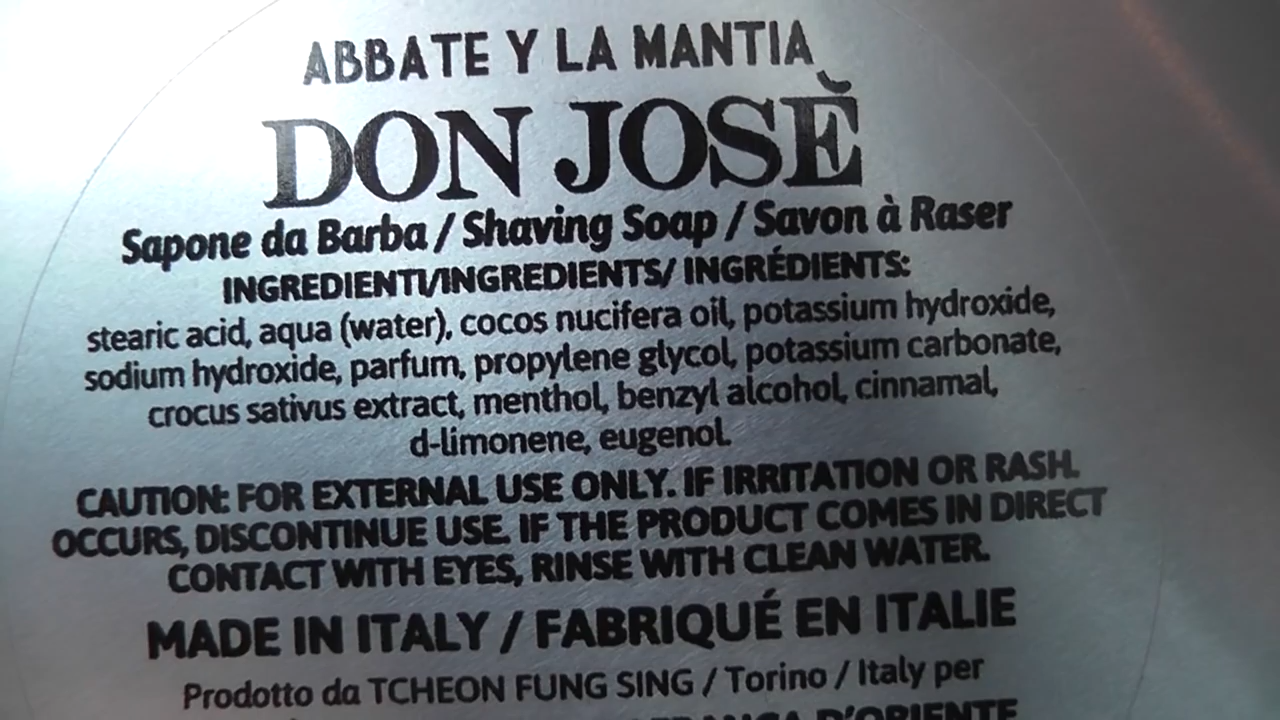 ABBATE Y LA MANTIA
DON JOSÈ
Sapone da Barba / Shaving Soap / Savon à Raser
INGREDIENTI/INGREDIENTS/ INGRÉDIENTS:
stearic acid, aqua (water), cocos nucifera oil, potassium hydroxide,
sodium hydroxide, parfum, propylene glycol, potassium carbonate,
crocus sativus extract, menthol, benzyl alcohol, cinnamal,
d-limonene, eugenol.
CAUTION: FOR EXTERNAL USE ONLY. IF IRRITATION OR RASH.
OCCURS, DISCONTINUE USE. IF THE PRODUCT COMES IN DIRECT
CONTACT WITH EYES, RINSE WITH CLEAN WATER.
MADE IN ITALY / FABRIQUÉ EN ITALIE
Prodotto da TCHEON FUNG SING / Torino / Italy per
D'ORIENTE